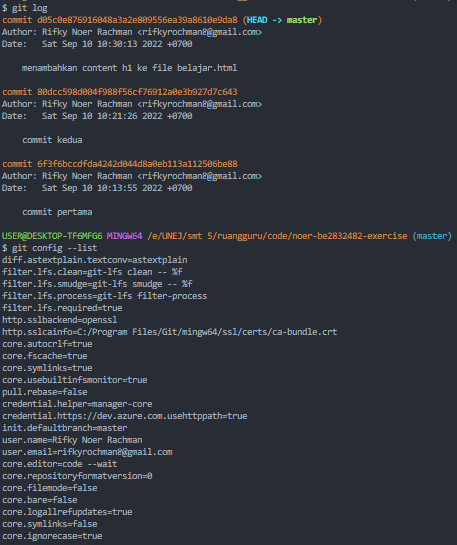 $ git log
commit d05c0e876916048a3a2e809556ea39a8610e9da8 (HEAD -> master)
Author: Rifky Noer Rachman <rifkyrochman8@gmail.com>
Date:   Sat Sep 10 10:30:13 2022 +0700
    menambahkan content h1 ke file belajar.html
commit 80dcc598d004f988f56cf76912a0e3b927d7c643
Author: Rifky Noer Rachman <rifkyrochman8@gmail.com>
Date:   Sat Sep 10 10:21:26 2022 +0700
    commit kedua
commit 6f3f6bccdfda4242d044d8a0eb113a112506be88
Author: Rifky Noer Rachman <rifkyrochman8@gmail.com>
Date:   Sat Sep 10 10:13:55 2022 +0700
    commit pertama
USER@DESKTOP-TF6MFG6 MINGW64 /e/UNEJ/smt 5/ruangguru/code/noer-be2832482-exercise (master)
$ git config --list
diff.astextplain.textconv=astextplain
filter.lfs.clean=git-lfs clean -- %f
filter.lfs.smudge=git-lfs smudge -- %f
filter.lfs.process=git-lfs filter-process
filter.lfs.required=true
http.sslbackend=openssl
http.sslcainfo=C:/Program Files/Git/mingw64/ssl/certs/ca-bundle.crt
core.autocrlf=true
core.fscache=true
core.symlinks=true
core.usebuiltinfsmonitor=true
pull.rebase=false
credential.helper=manager-core
credential.https://dev.azure.com.usehttppath=true
init.defaultbranch=master
user.name=Rifky Noer Rachman
user.email=rifkyrochman8@gmail.com
core.editor=code --wait
core.repositoryformatversion=0
core.filemode=false
core.bare=false
core.logallrefupdates=true
core.symlinks=false
core.ignorecase=true